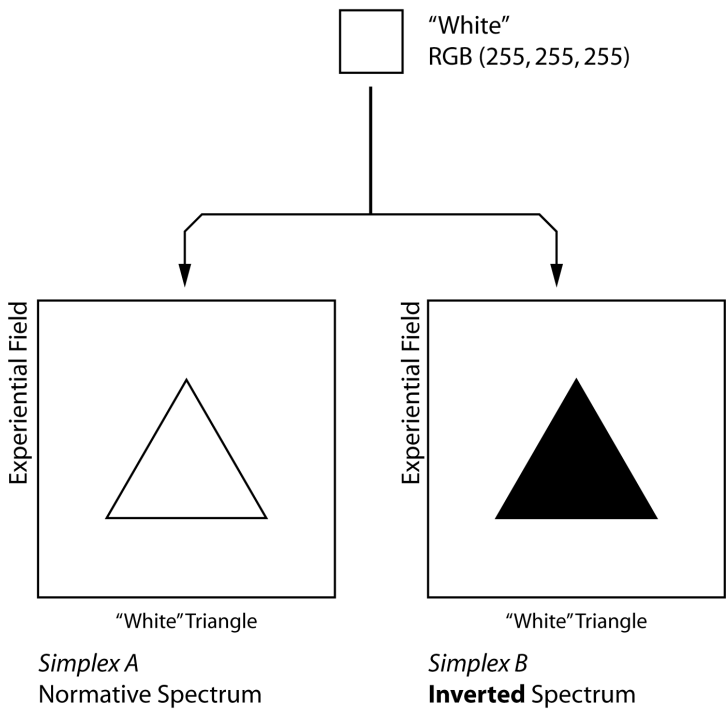 “White”
RGB (255, 255, 255)
Experiential Field
Experiential Field
“White” Triangle
“White” Triangle
Simplex A
Normative Spectrum
Simplex B
Inverted Spectrum